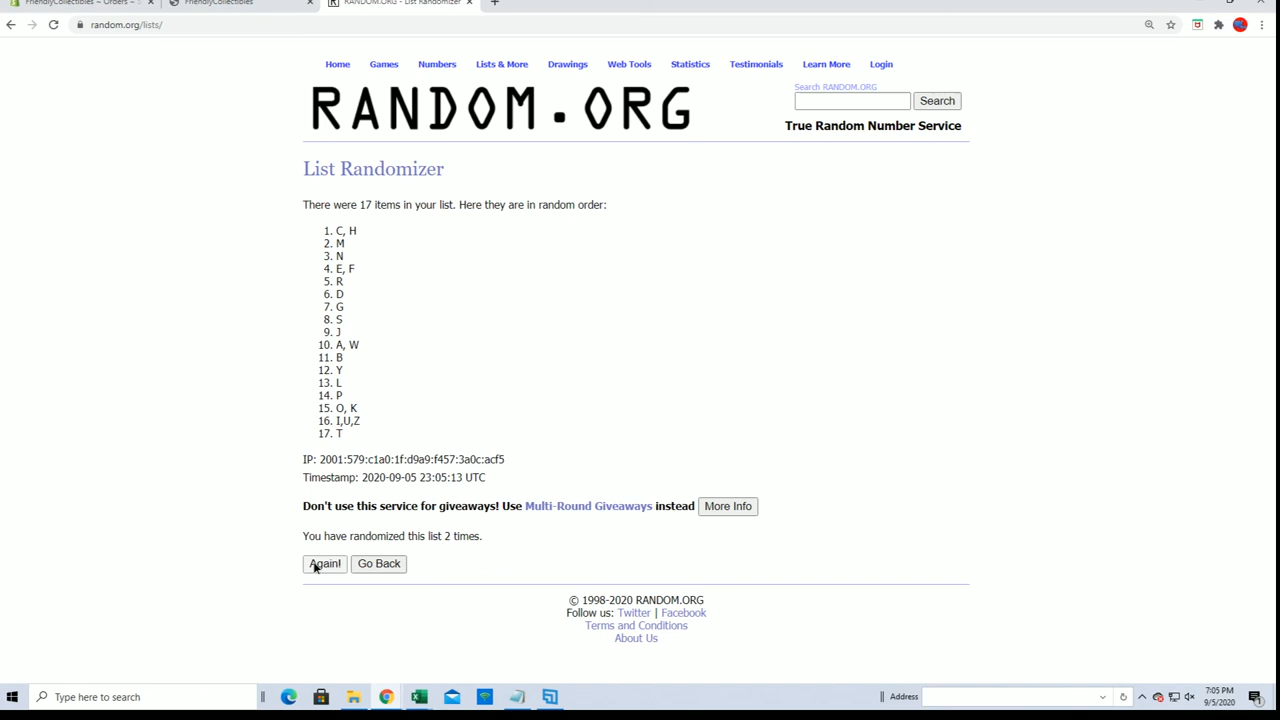 FriendlyCollectibles ~ Orders ~
FriendlyCollectibles
RANDOM.ORG - List Randomizer
random.org/lists/
Home Games Numbers Lists & More Drawings Web Tools Statistics Testimonials Learn More Login
RANDOM.ORG
Search RANDOM.ORG
Search
True Random Number Service
List Randomizer
There were 17 items in your list. Here they are in random order:
1. C, H
2. M
3. N
4. E, F
5. R
6. D
7. G
8. S
9. J
10. A, W
11. B
12. Y
13. L
14. P
15. O, K
16. I,U,Z
17. T
IP: 2001:579:c1a0:1f:d9a9:f457:3a0c:acf5
Timestamp: 2020-09-05 23:05:13 UTC
Don't use this service for giveaways! Use Multi-Round Giveaways instead More Info
You have randomized this list 2 times.
Again! Go Back
© 1998-2020 RANDOM.ORG
Follow us: Twitter | Facebook
Terms and Conditions
About Us
Type here to search
Address
7:05 PM
9/5/2020